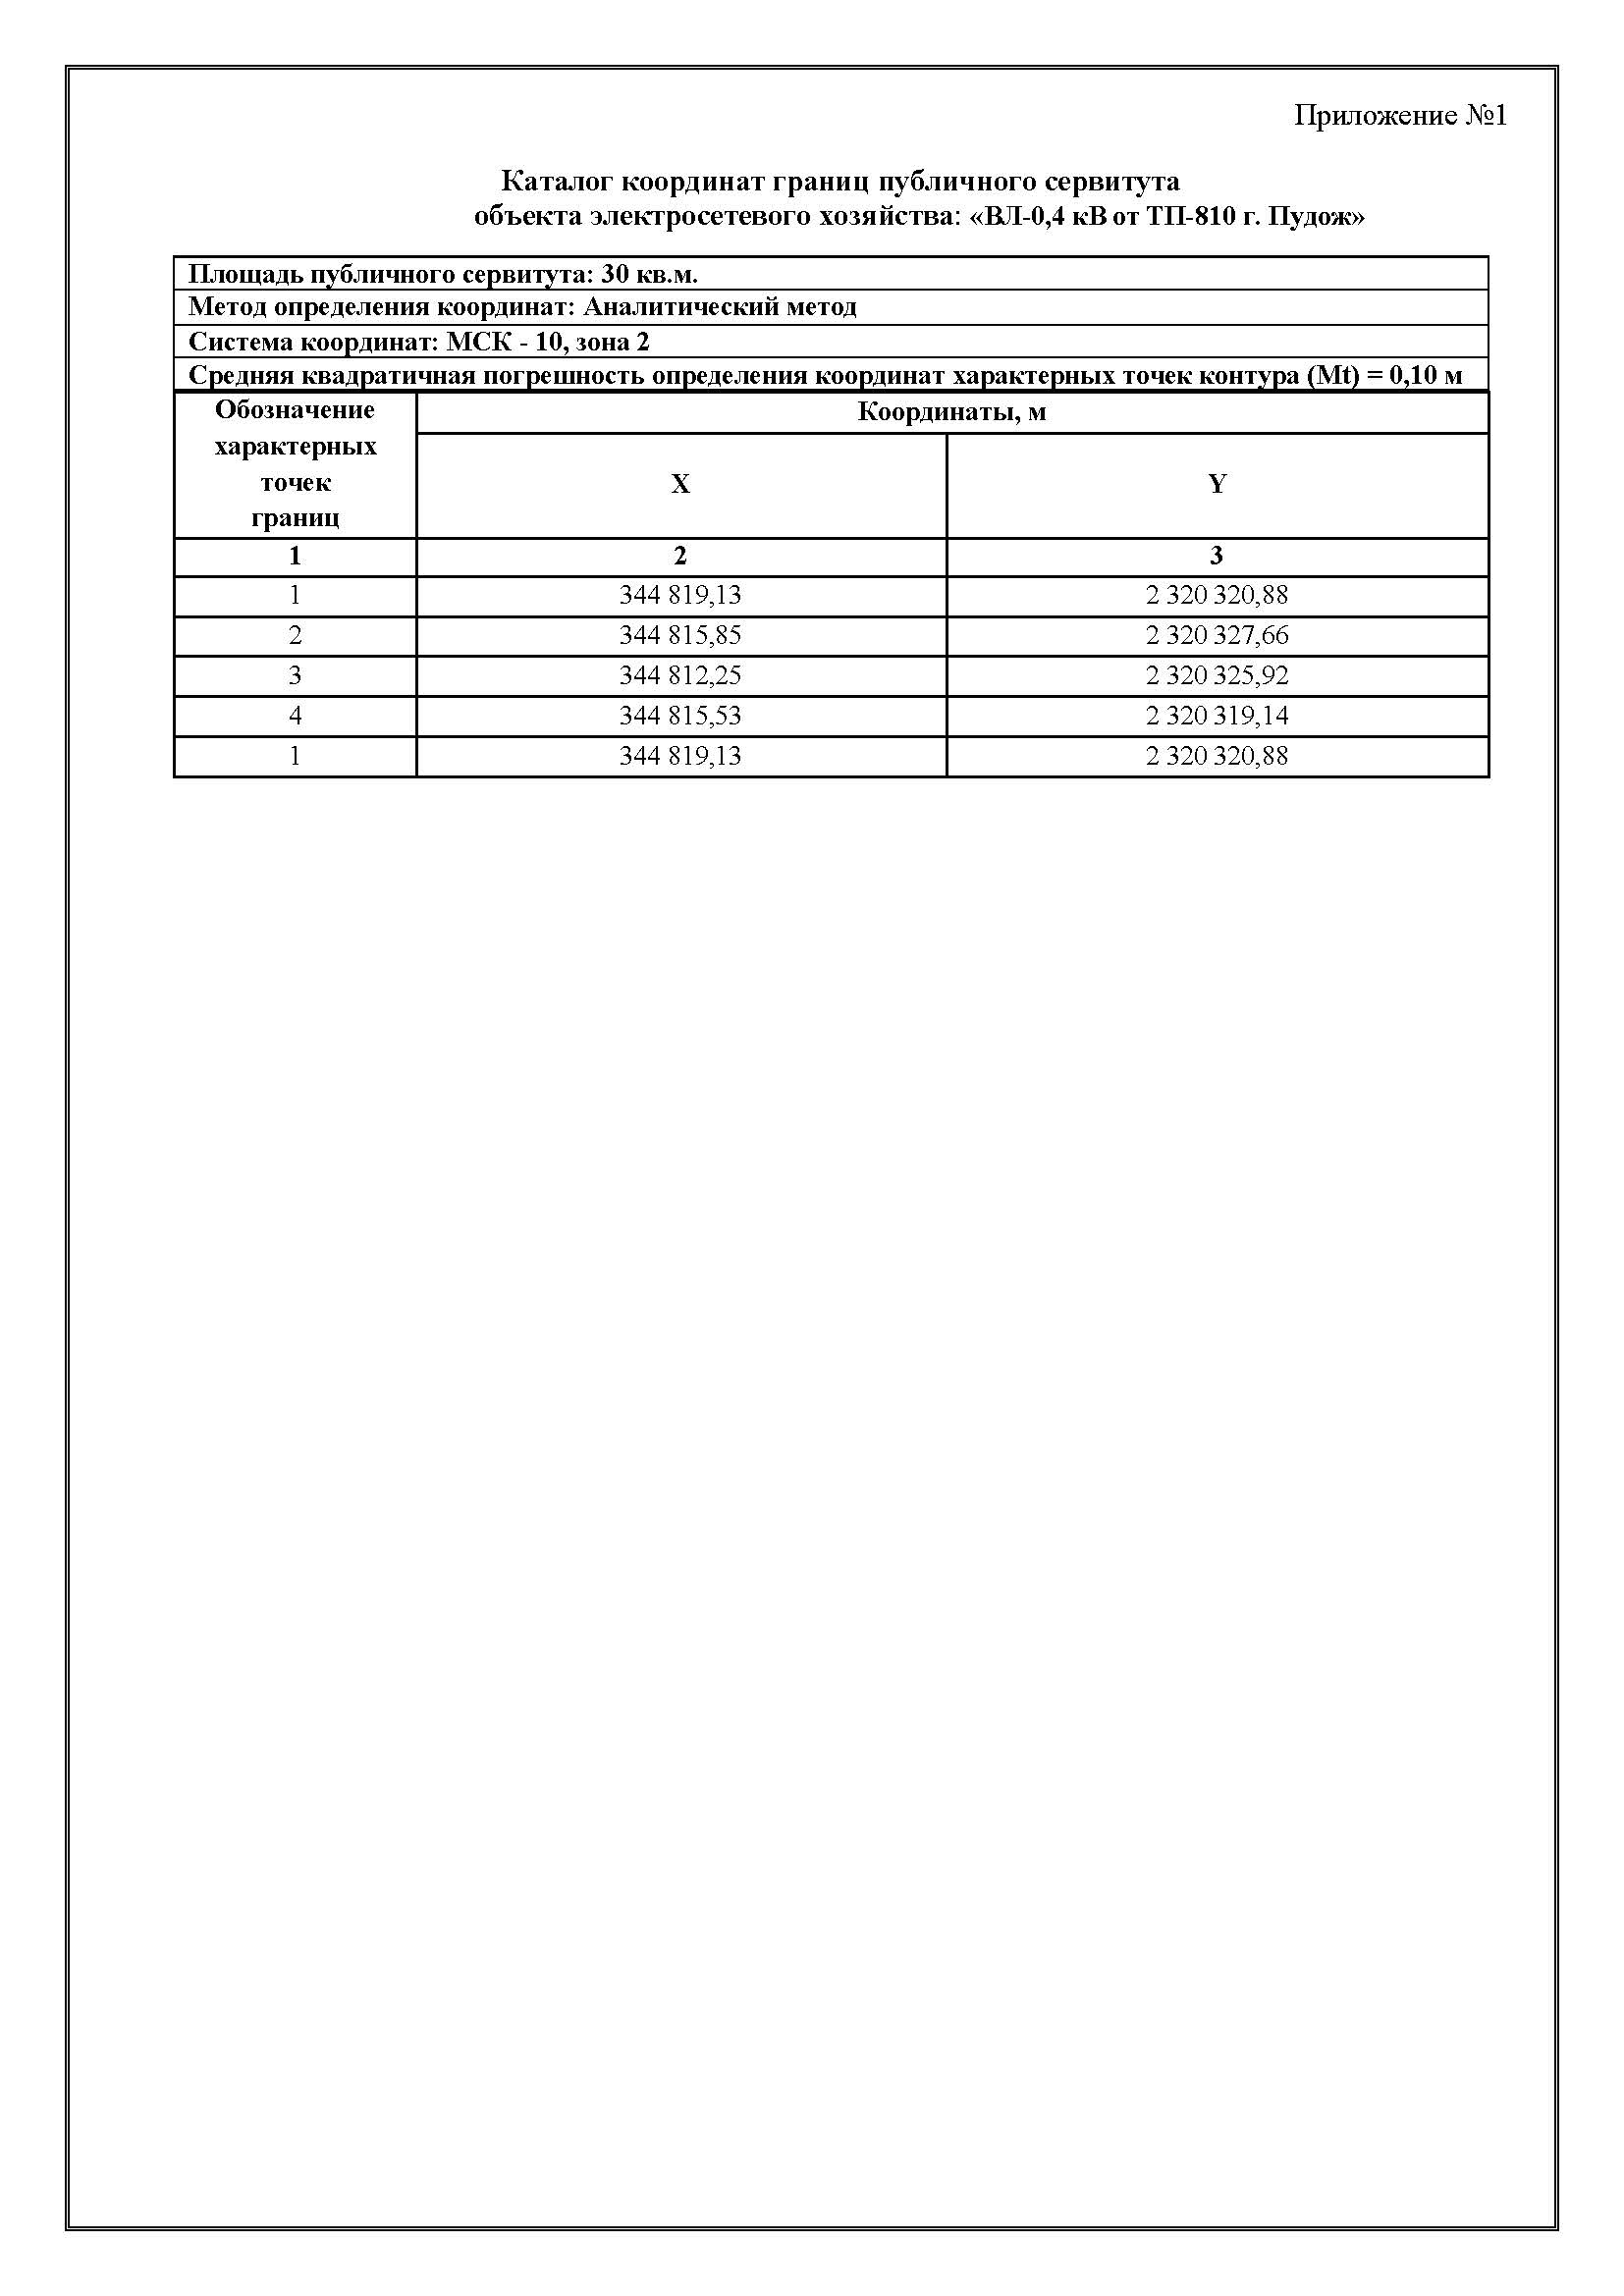 Приложение №1
Каталог координат границ публичного сервитута
объекта электросетевого хозяйства: «ВЛ-0,4 кВ от ТП-810 г. Пудож»
Площадь публичного сервитута: 30 кв.м.
Метод определения координат: Аналитический метод
Система координат: МСК - 10, зона 2
Средняя квадратичная погрешность определения координат характерных точек контура (Mt) = 0,10 м
Обозначение
характерных
точек
границ
Координаты, м
X Y
1 2 3
1 344 819,13 2 320 320,88
2 344 815,85 2 320 327,66
3 344 812,25 2 320 325,92
4 344 815,53 2 320 319,14
1 344 819,13 2 320 320,88